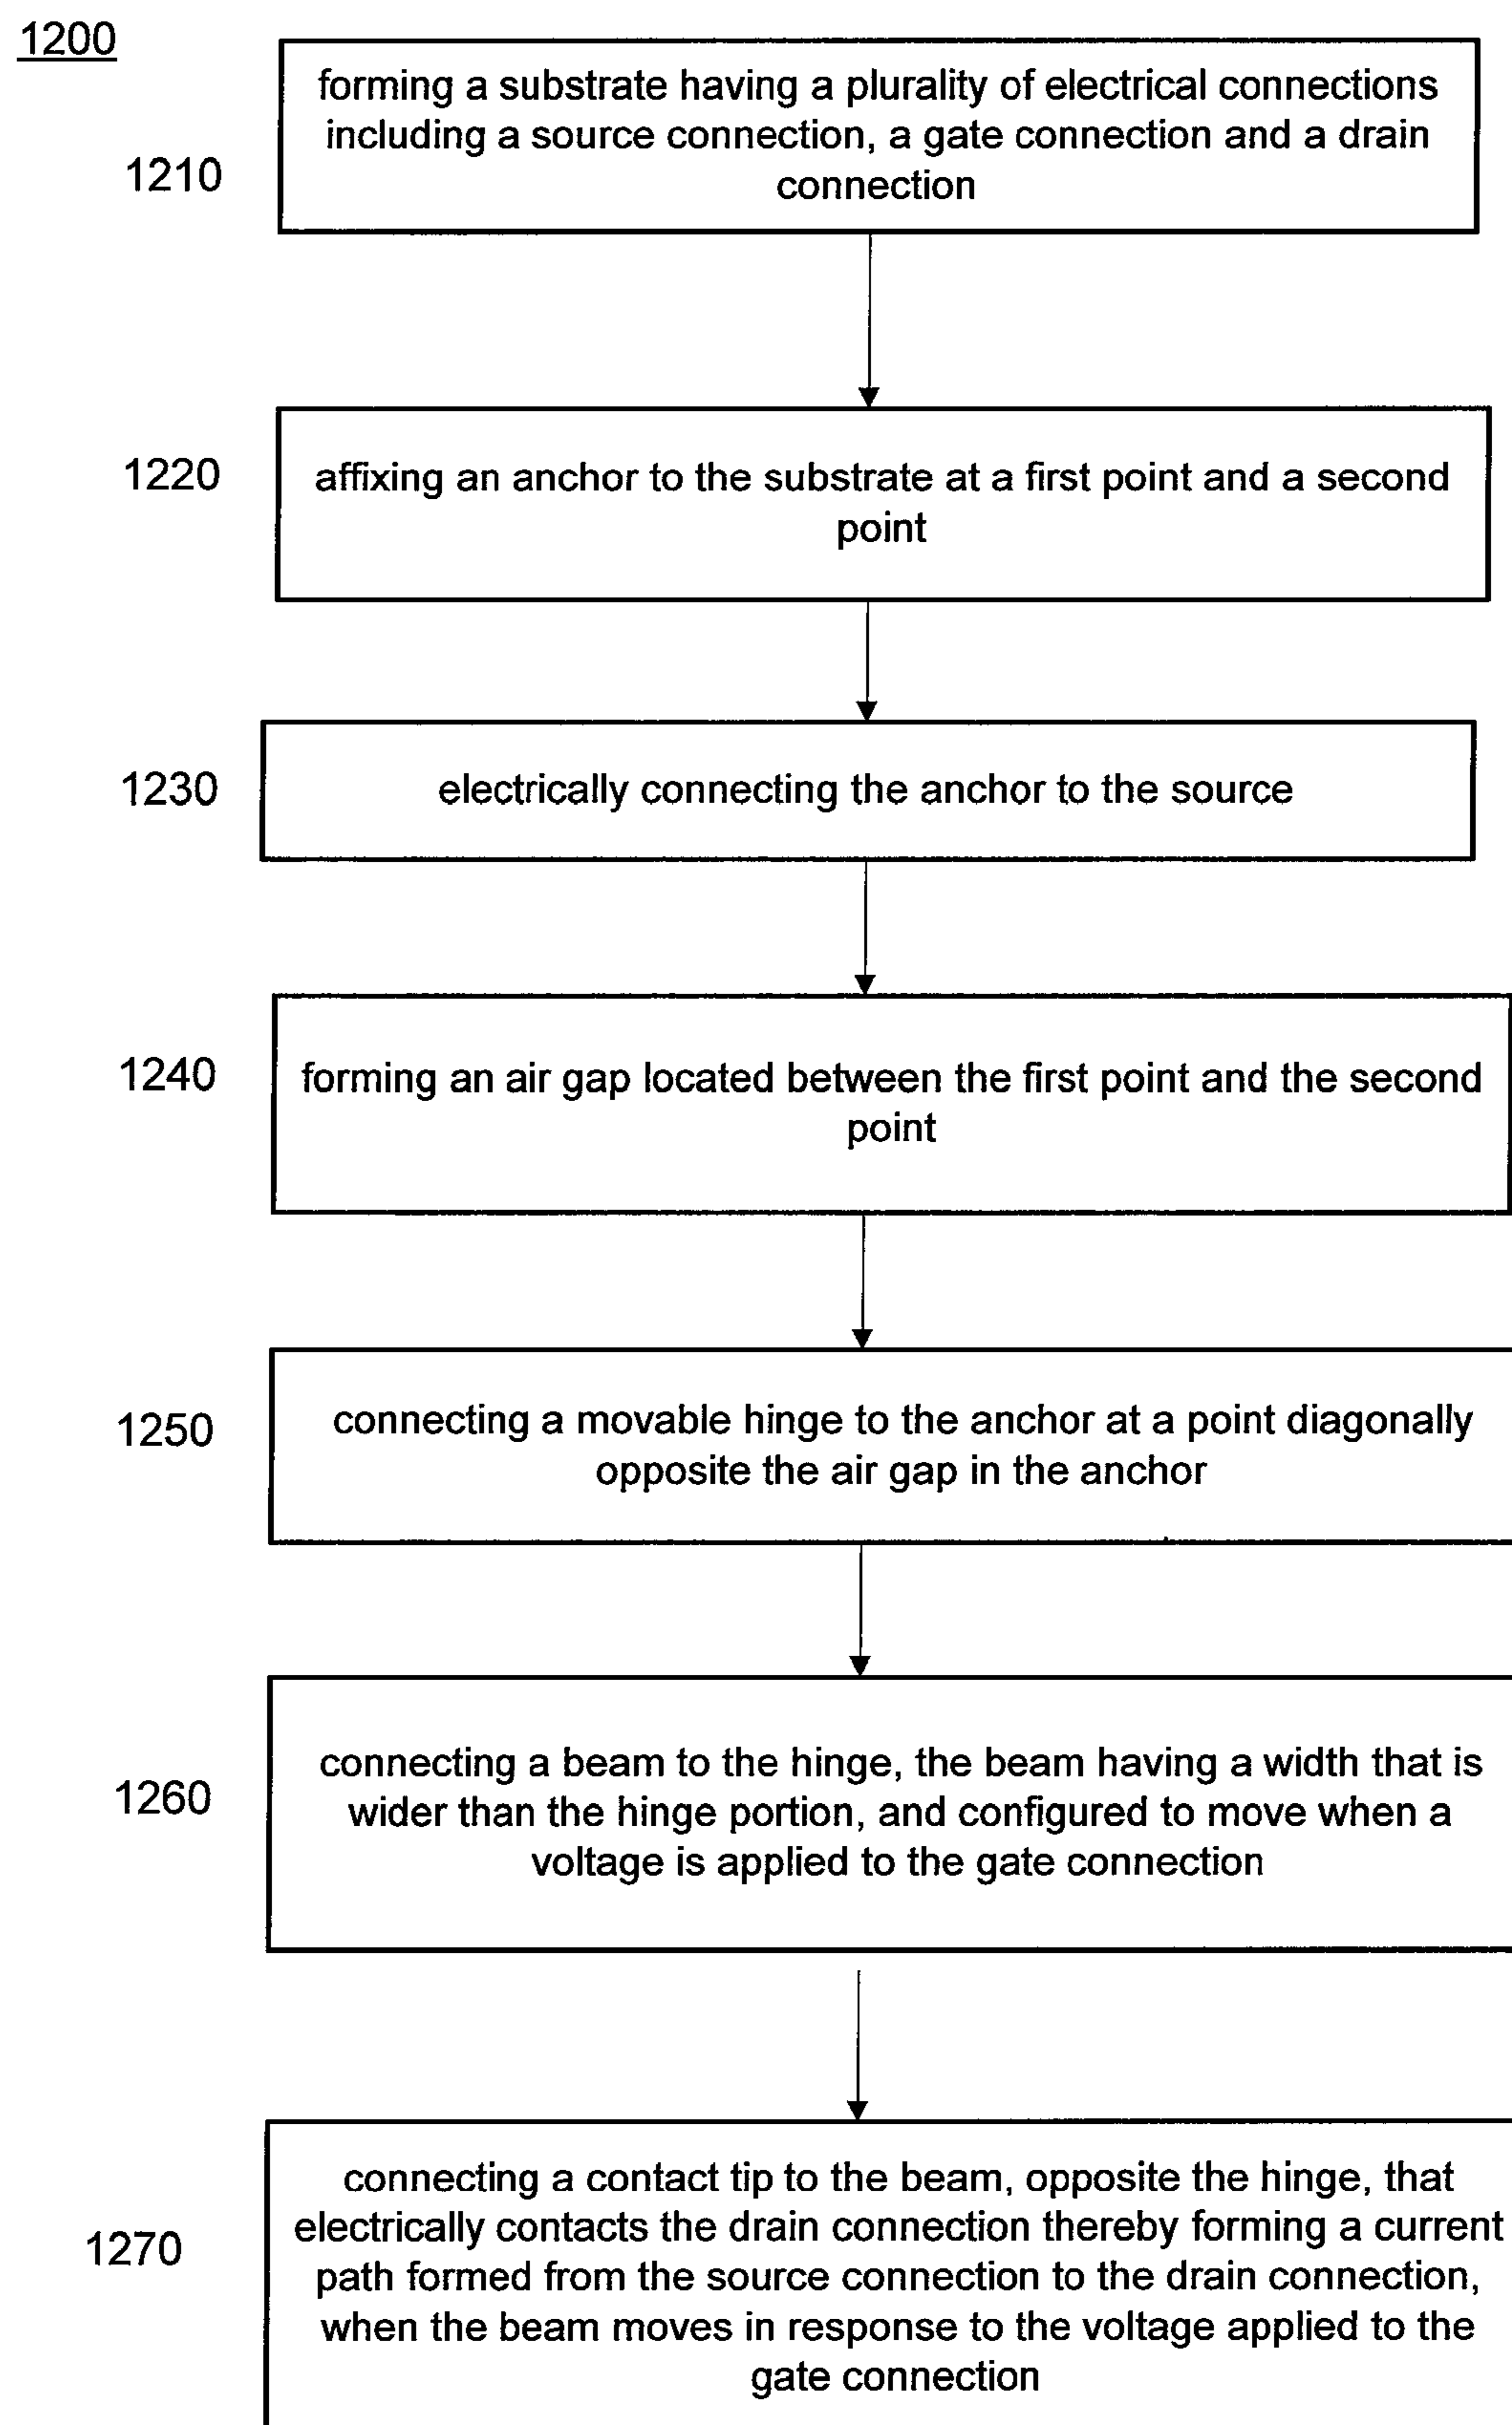 1200
forming a substrate having a plurality of electrical connections
including a source connection, a gate connection and a drain
connection
1210
affixing an anchor to the substrate at a first point and a second
point
1220
electrically connecting the anchor to the source
1230
forming an air gap located between the first point and the second
point
1240
connecting a movable hinge to the anchor at a point diagonally
opposite the air gap in the anchor
1250
connecting a beam to the hinge, the beam having a width that is
wider than the hinge portion, and configured to move when a
voltage is applied to the gate connection
1260
connecting a contact tip to the beam, opposite the hinge, that
electrically contacts the drain connection thereby forming a current
path formed from the source connection to the drain connection,
when the beam moves in response to the voltage applied to the
gate connection
1270